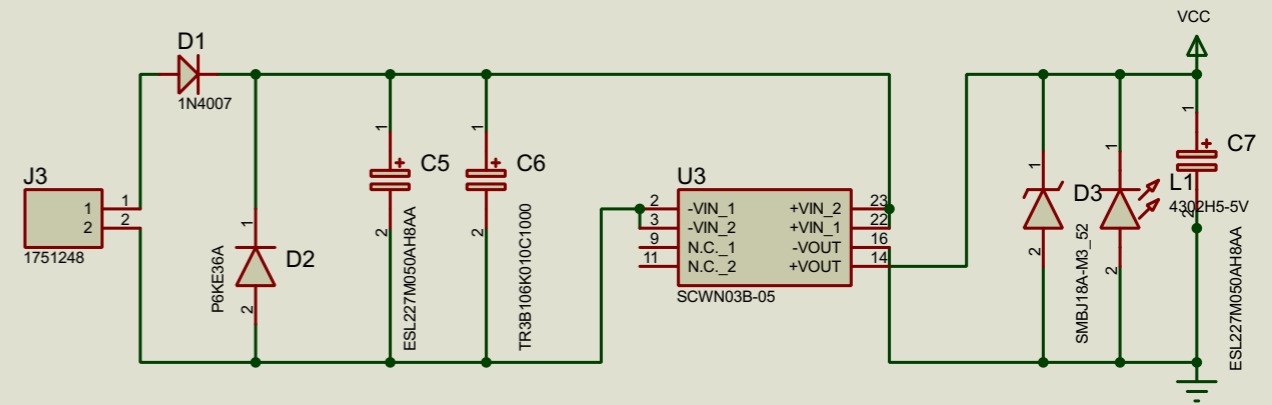 VCC
D1
1N4007
J3
1
2
1
2
1751248
1
D2
P6KE36A
2
1
C5
2
ESL227M050AH8AA
1
C6
2
TR3B106K010C1000
U3
2 -VIN_1 +VIN_2 23
3 -VIN_2 +VIN_1 22
9 N.C._1 -VOUT 16
11 N.C._2 +VOUT 14
SCWN03B-05
1
D3
2
SMBJ18A-M3_52
1
L1
4302H5-5V
2
1
C7
2
ESL227M050AH8AA